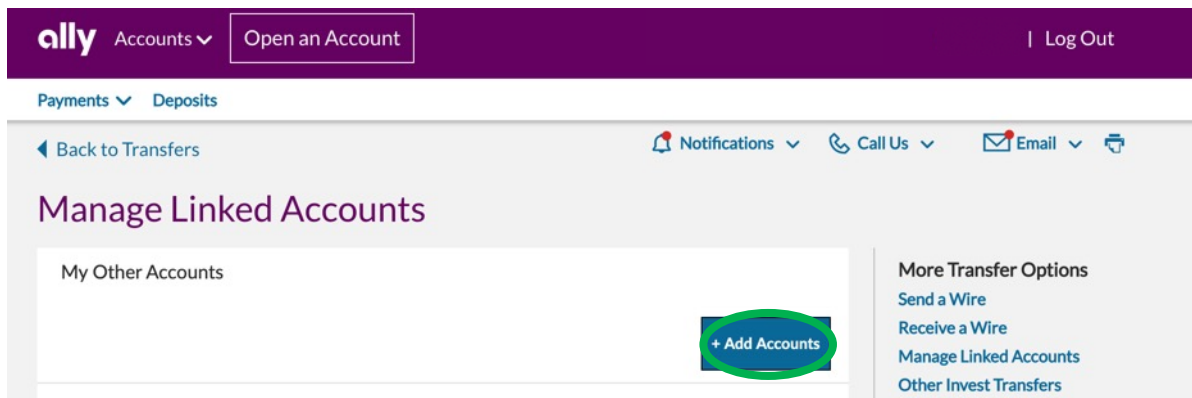 ally Accounts Open an Account | Log Out
Payments Deposits
Back to Transfers Notifications Call Us Email
Manage Linked Accounts
My Other Accounts
+ Add Accounts
More Transfer Options
Send a Wire
Receive a Wire
Manage Linked Accounts
Other Invest Transfers